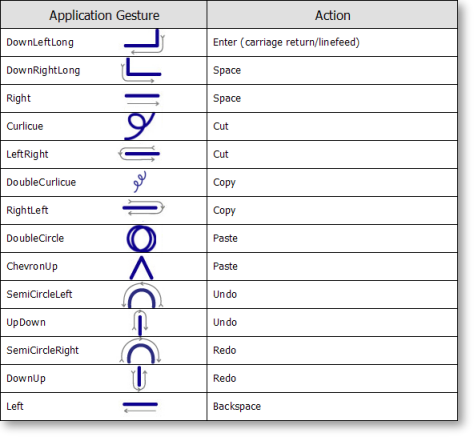 Application Gesture Action
DownLeftLong Enter (carriage return/linefeed)
DownRightLong Space
Right Space
Curlicue Cut
LeftRight Cut
DoubleCurlicue Copy
RightLeft Copy
DoubleCircle Paste
ChevronUp Paste
SemiCircleLeft Undo
UpDown Undo
SemiCircleRight Redo
DownUp Redo
Left Backspace